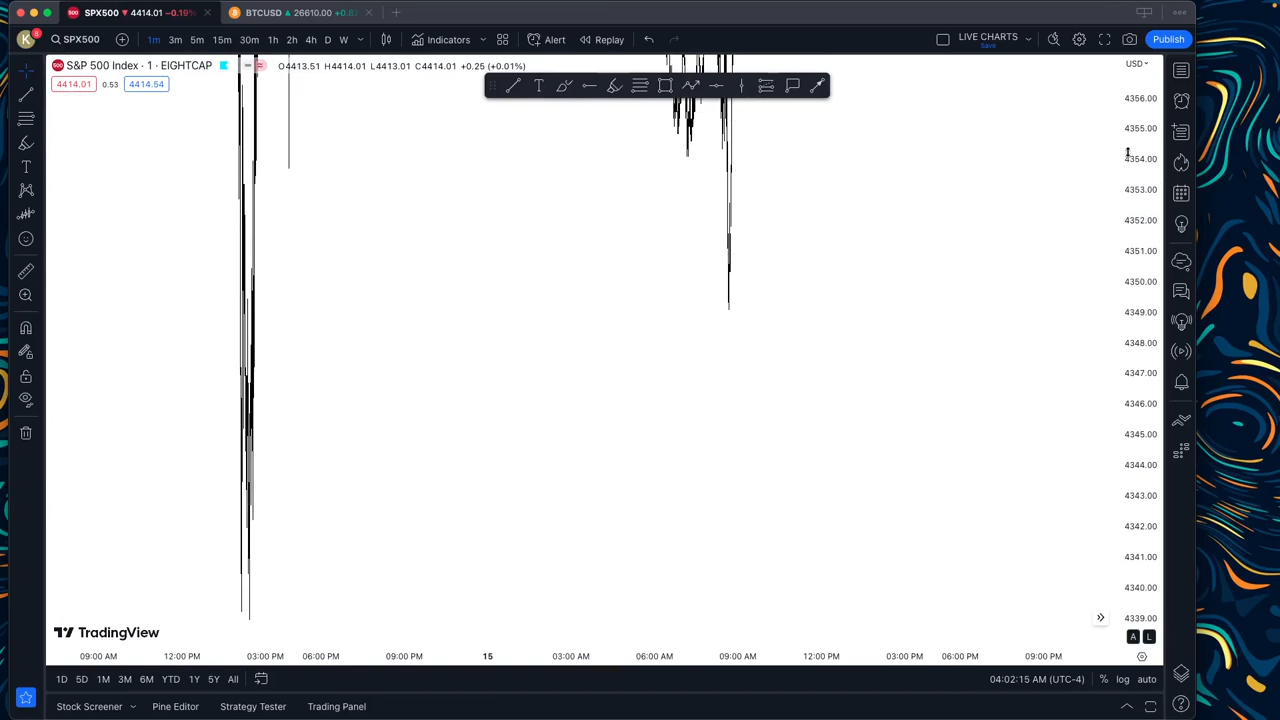 SPX500 ▼ 4414.01 −0.19%
BTCUSD ▲ 26610.00 +0.8
K
8
SPX500
1m 3m 5m 15m 30m 1h 2h 4h D W
Indicators
Alert
Replay
LIVE CHARTS
Save
Publish
500 S&P 500 Index · 1 · EIGHTCAP
O4413.51 H4414.01 L4413.01 C4414.01 +0.25 (+0.01%)
4414.01 0.53 4414.54
USD
4356.00
4355.00
4354.00
4353.00
4352.00
4351.00
4350.00
4349.00
4348.00
4347.00
4346.00
4345.00
4344.00
4343.00
4342.00
4341.00
4340.00
4339.00
TradingView
A L
09:00 AM 12:00 PM 03:00 PM 06:00 PM 09:00 PM 15 03:00 AM 06:00 AM 09:00 AM 12:00 PM 03:00 PM 06:00 PM 09:00 PM
1D 5D 1M 3M 6M YTD 1Y 5Y All
04:02:15 AM (UTC-4) % log auto
Stock Screener Pine Editor Strategy Tester Trading Panel